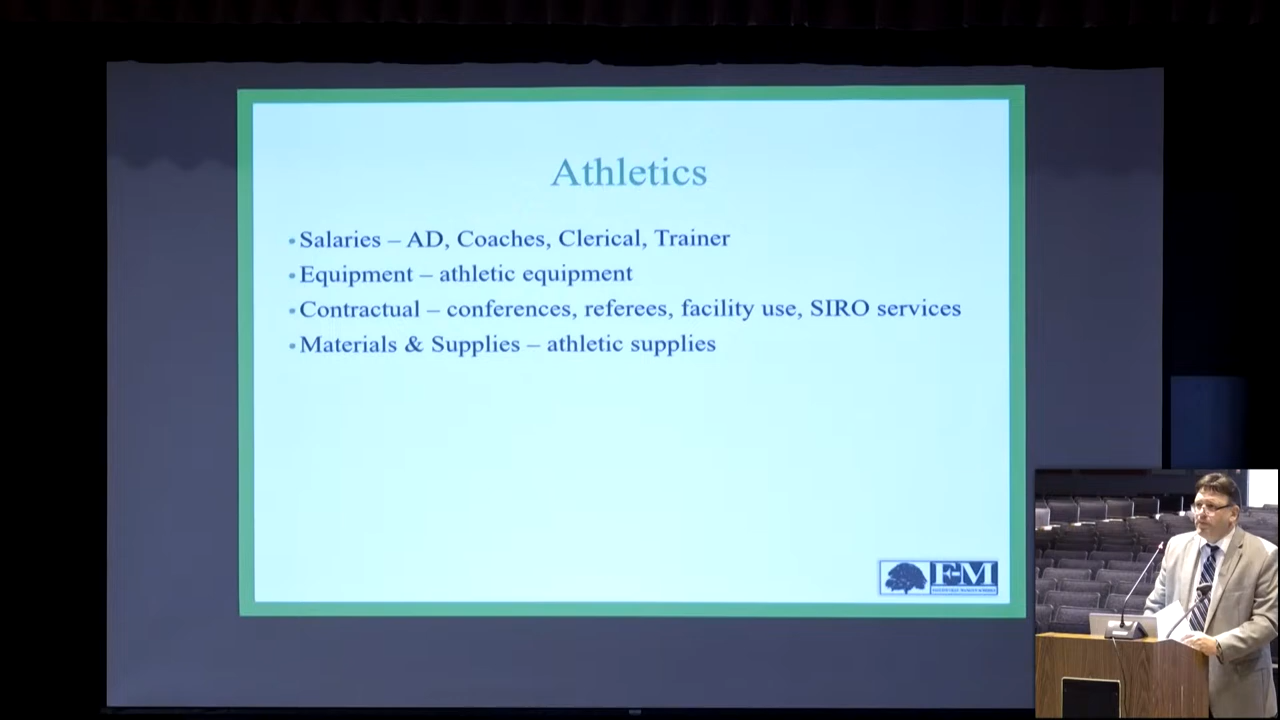 Athletics
• Salaries – AD, Coaches, Clerical, Trainer
• Equipment – athletic equipment
• Contractual – conferences, referees, facility use, SIRO services
• Materials & Supplies – athletic supplies
F-M